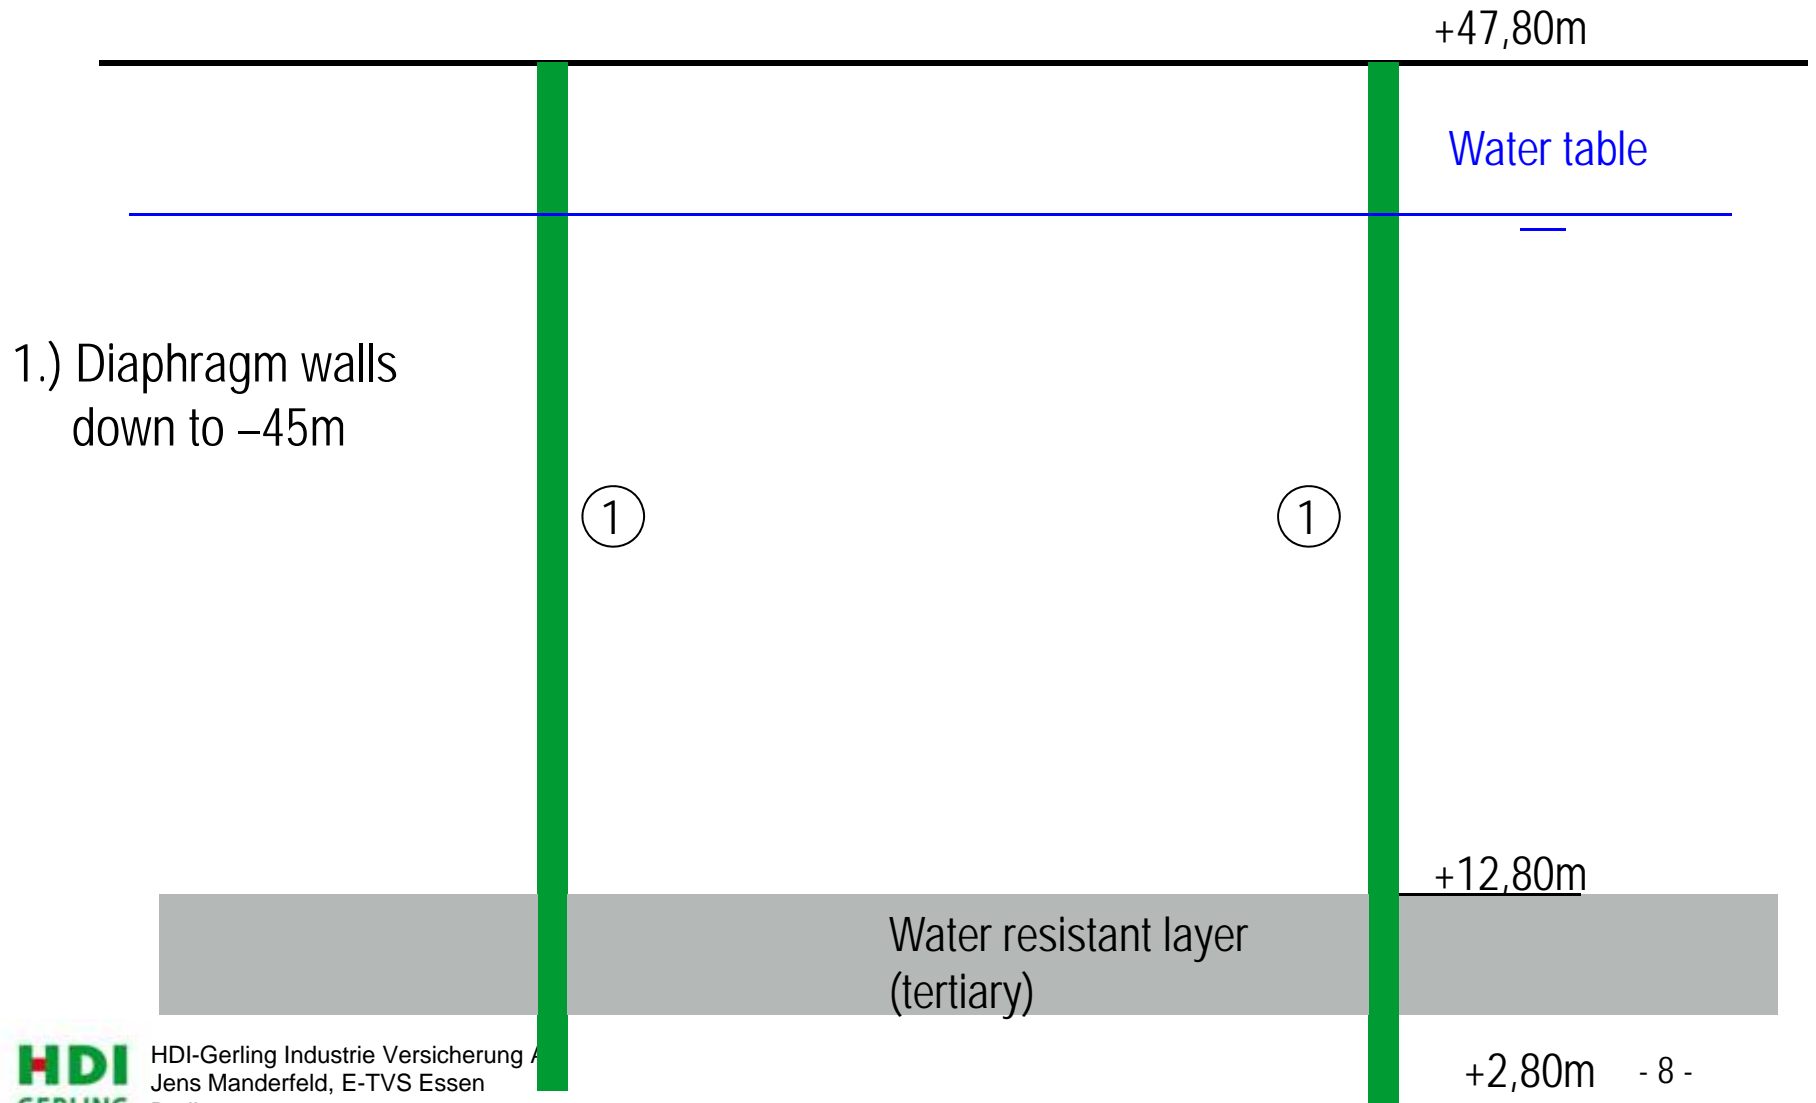 +47,80m
Water table
1.) Diaphragm walls
down to –45m
1
1
+12,80m
Water resistant layer
(tertiary)
HDI
HDI-Gerling Industrie Versicherung
Jens Manderfeld, E-TVS Essen
+2,80m
- 8 -